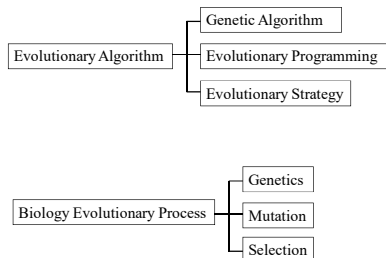 Genetic Algorithm
Evolutionary Algorithm
Evolutionary Programming
Evolutionary Strategy
Genetics
Biology Evolutionary Process
Mutation
Selection